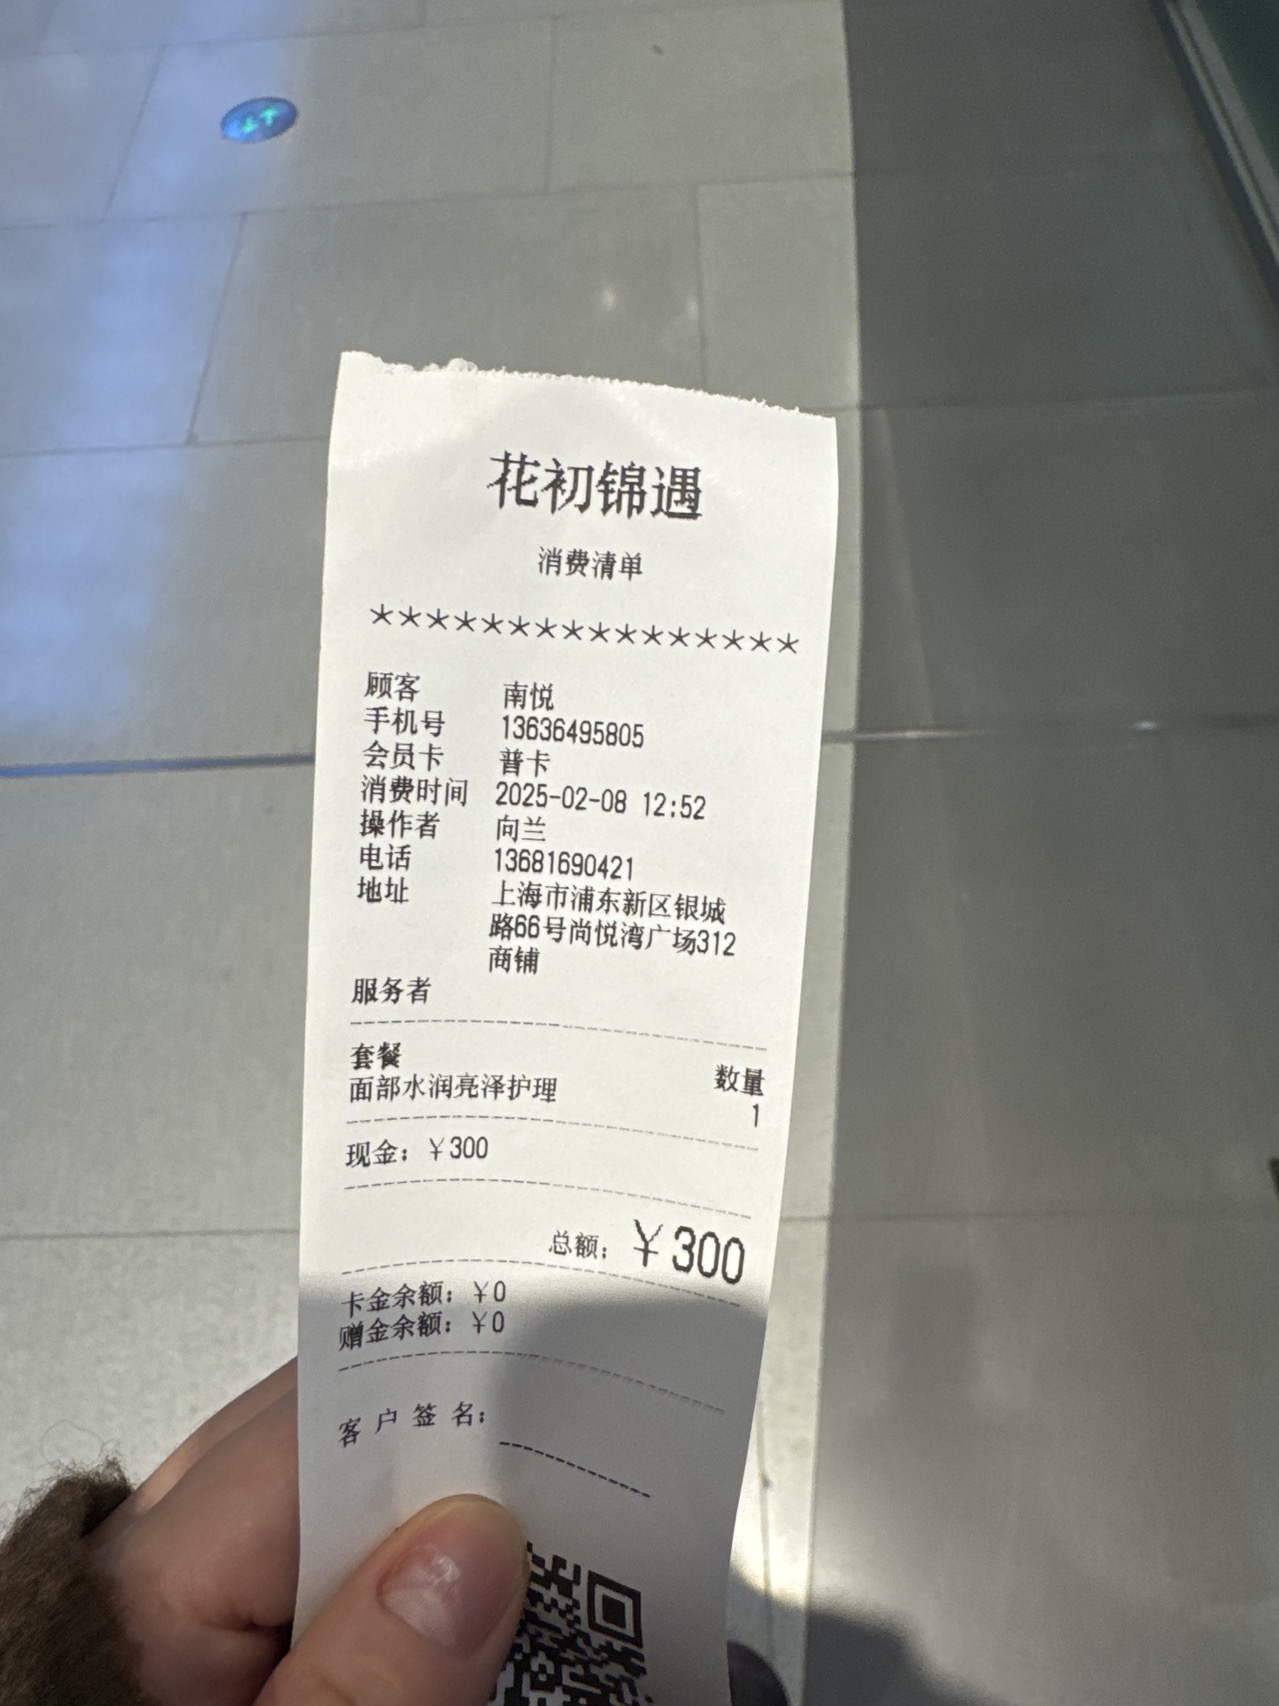 花初锦遇
消费清单
****************
顾客 南悦
手机号 13636495805
会员卡 普卡
消费时间 2025-02-08 12:52
操作者 向兰
电话 13681690421
地址 上海市浦东新区银城
路66号尚悦湾广场312
商铺
服务者
套餐 数量
面部水润亮泽护理 1
现金：￥300
总额：￥300
卡金余额：￥0
赠金余额：￥0
客 户 签 名：